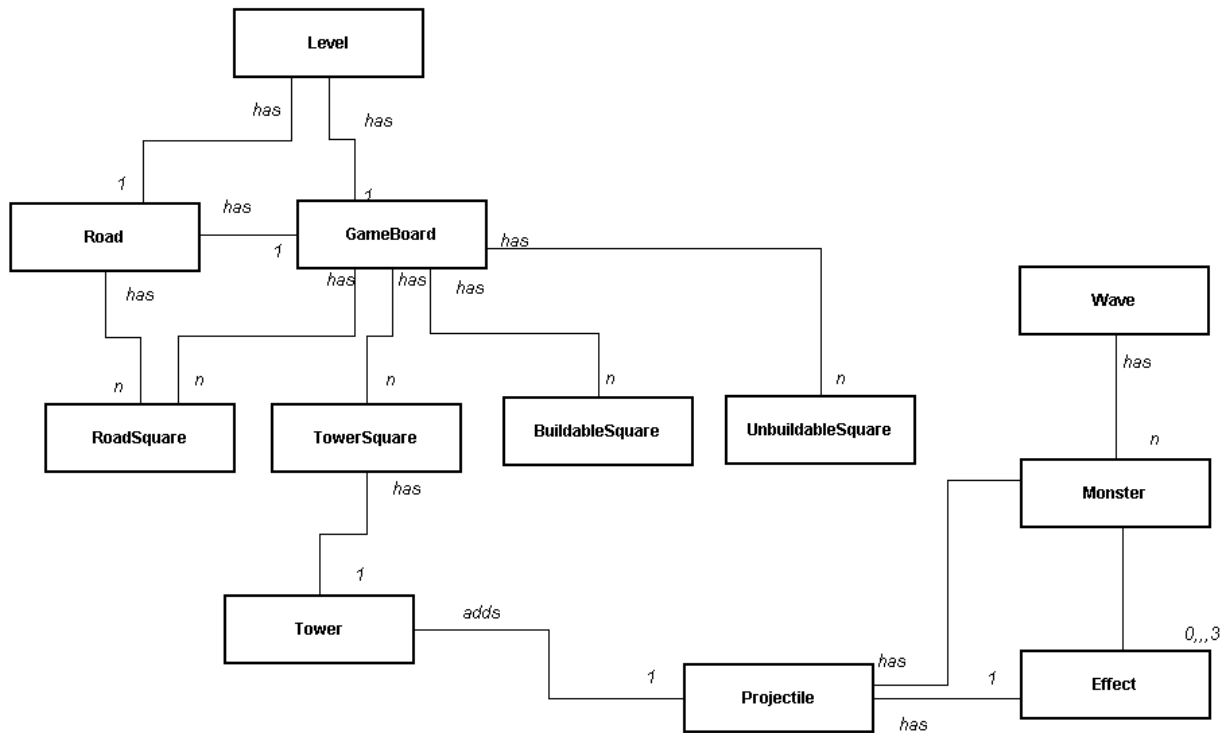 Level
has
has
1
1
Road
has
1
GameBoard
has
has
has
has
has
Wave
has
n
n
n
n
n
RoadSquare
TowerSquare
BuildableSquare
UnbuildableSquare
n
has
Monster
1
Tower
adds
0,,,3
has
1
1
Projectile
Effect
has